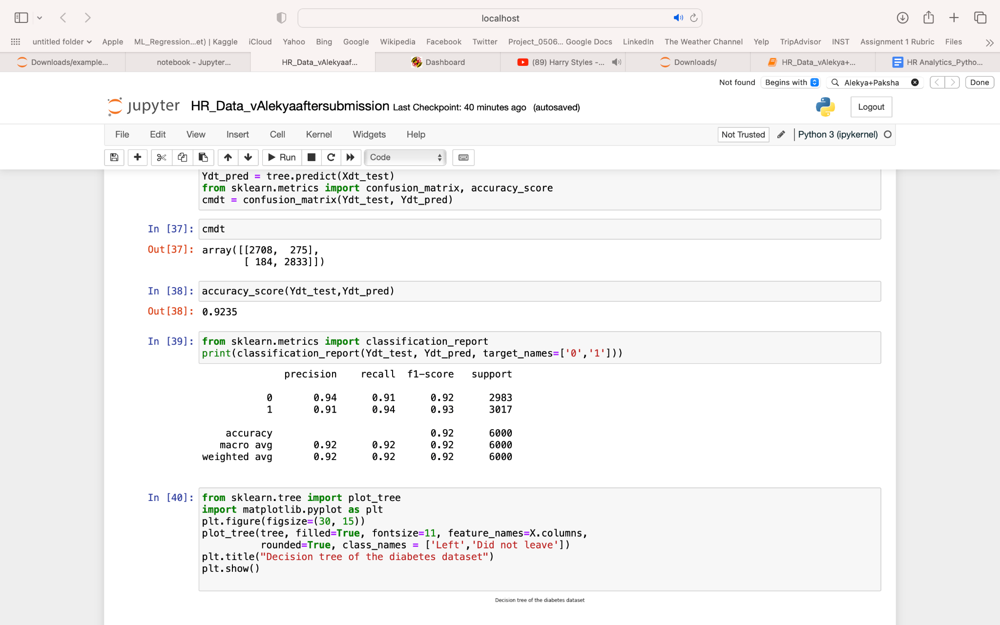 localhost
untitled folder Apple ML_Regression...et) | Kaggle iCloud Yahoo Bing Google Wikipedia Facebook Twitter Project_0506... Google Docs LinkedIn The Weather Channel Yelp TripAdvisor INST Assignment 1 Rubric Files
Downloads/example... notebook - Jupyter... HR_Data_vAlekyaaf... Dashboard (89) Harry Styles -... Downloads/ HR_Data_vAlekya+... HR Analytics_Pytho...
Not found Begins with Alekya+Paksha Done
jupyter HR_Data_vAlekyaaftersubmission Last Checkpoint: 40 minutes ago (autosaved) Logout
File Edit View Insert Cell Kernel Widgets Help Not Trusted Python 3 (ipykernel)
Run Code
Ydt_pred = tree.predict(Xdt_test)
from sklearn.metrics import confusion_matrix, accuracy_score
cmdt = confusion_matrix(Ydt_test, Ydt_pred)
In [37]: cmdt
Out[37]: array([[2708, 275],
[ 184, 2833]])
In [38]: accuracy_score(Ydt_test,Ydt_pred)
Out[38]: 0.9235
In [39]: from sklearn.metrics import classification_report
print(classification_report(Ydt_test, Ydt_pred, target_names=['0','1']))
precision recall f1-score support
0 0.94 0.91 0.92 2983
1 0.91 0.94 0.93 3017
accuracy 0.92 6000
macro avg 0.92 0.92 0.92 6000
weighted avg 0.92 0.92 0.92 6000
In [40]: from sklearn.tree import plot_tree
import matplotlib.pyplot as plt
plt.figure(figsize=(30, 15))
plot_tree(tree, filled=True, fontsize=11, feature_names=X.columns,
rounded=True, class_names = ['Left','Did not leave'])
plt.title("Decision tree of the diabetes dataset")
plt.show()
Decision tree of the diabetes dataset